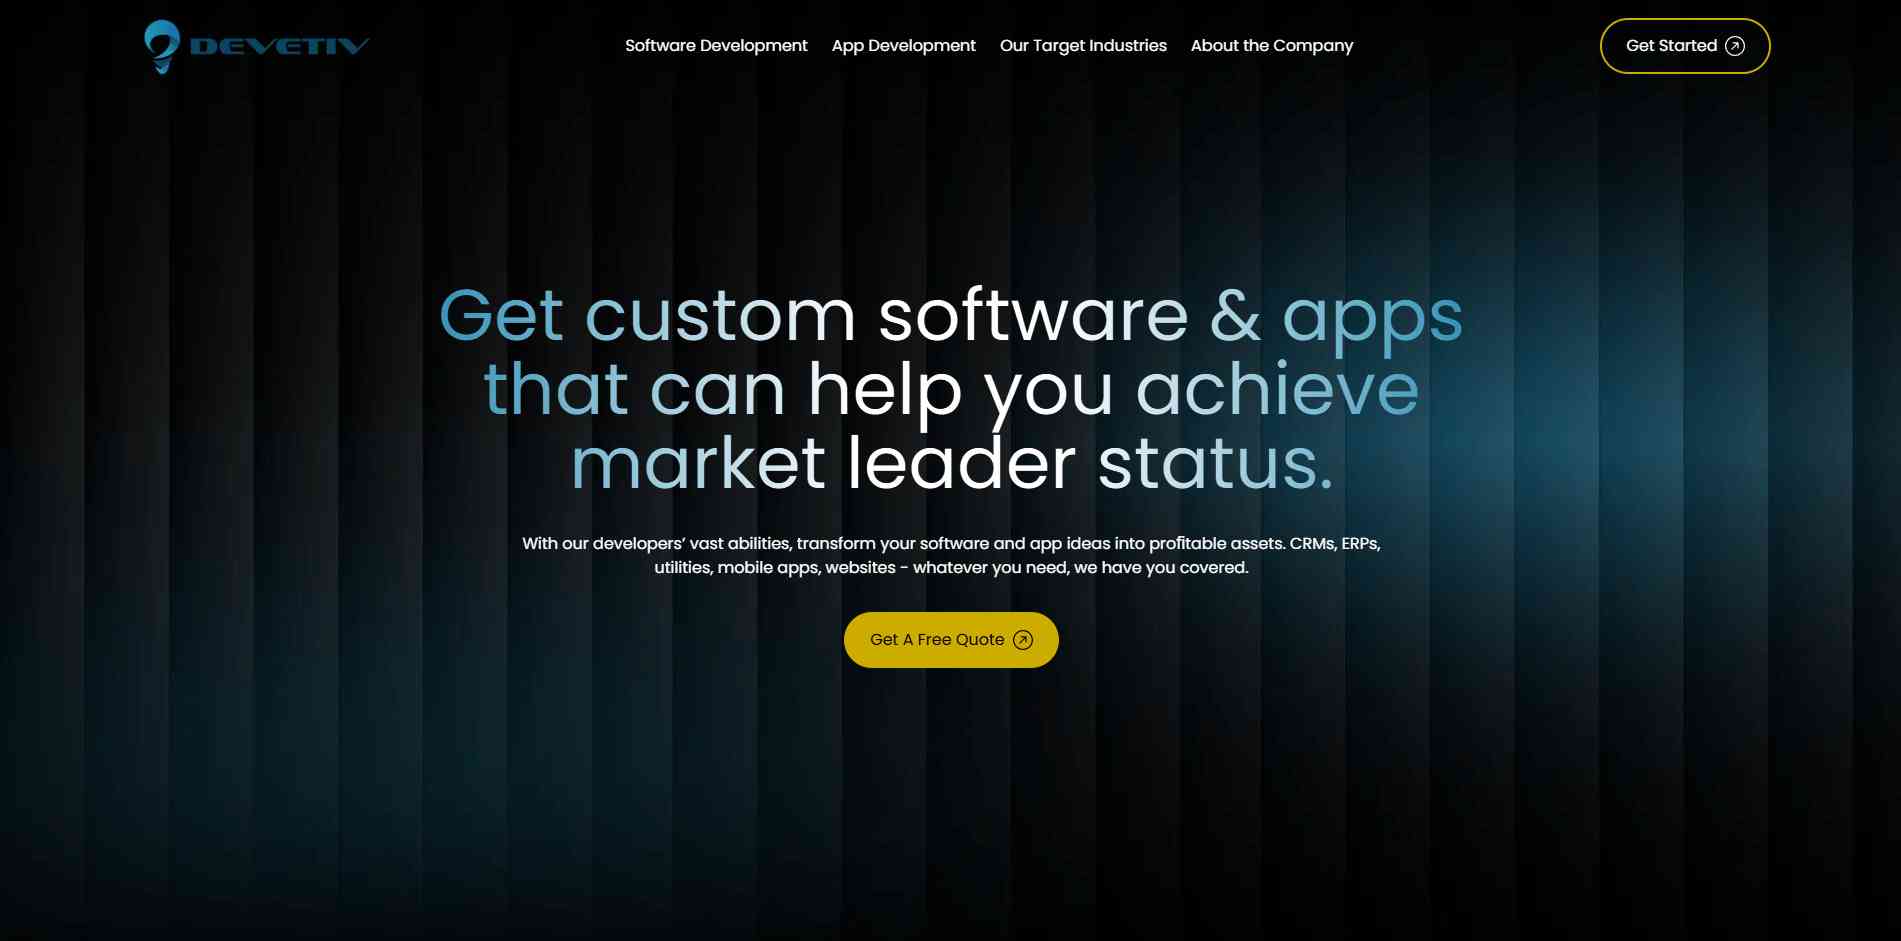 DEVETIV
Software Development
App Development
Our Target Industries
About the Company
Get Started
Get custom software & apps
that can help you achieve
market leader status.
With our developers’ vast abilities, transform your software and app ideas into profitable assets. CRMs, ERPs,
utilities, mobile apps, websites - whatever you need, we have you covered.
Get A Free Quote